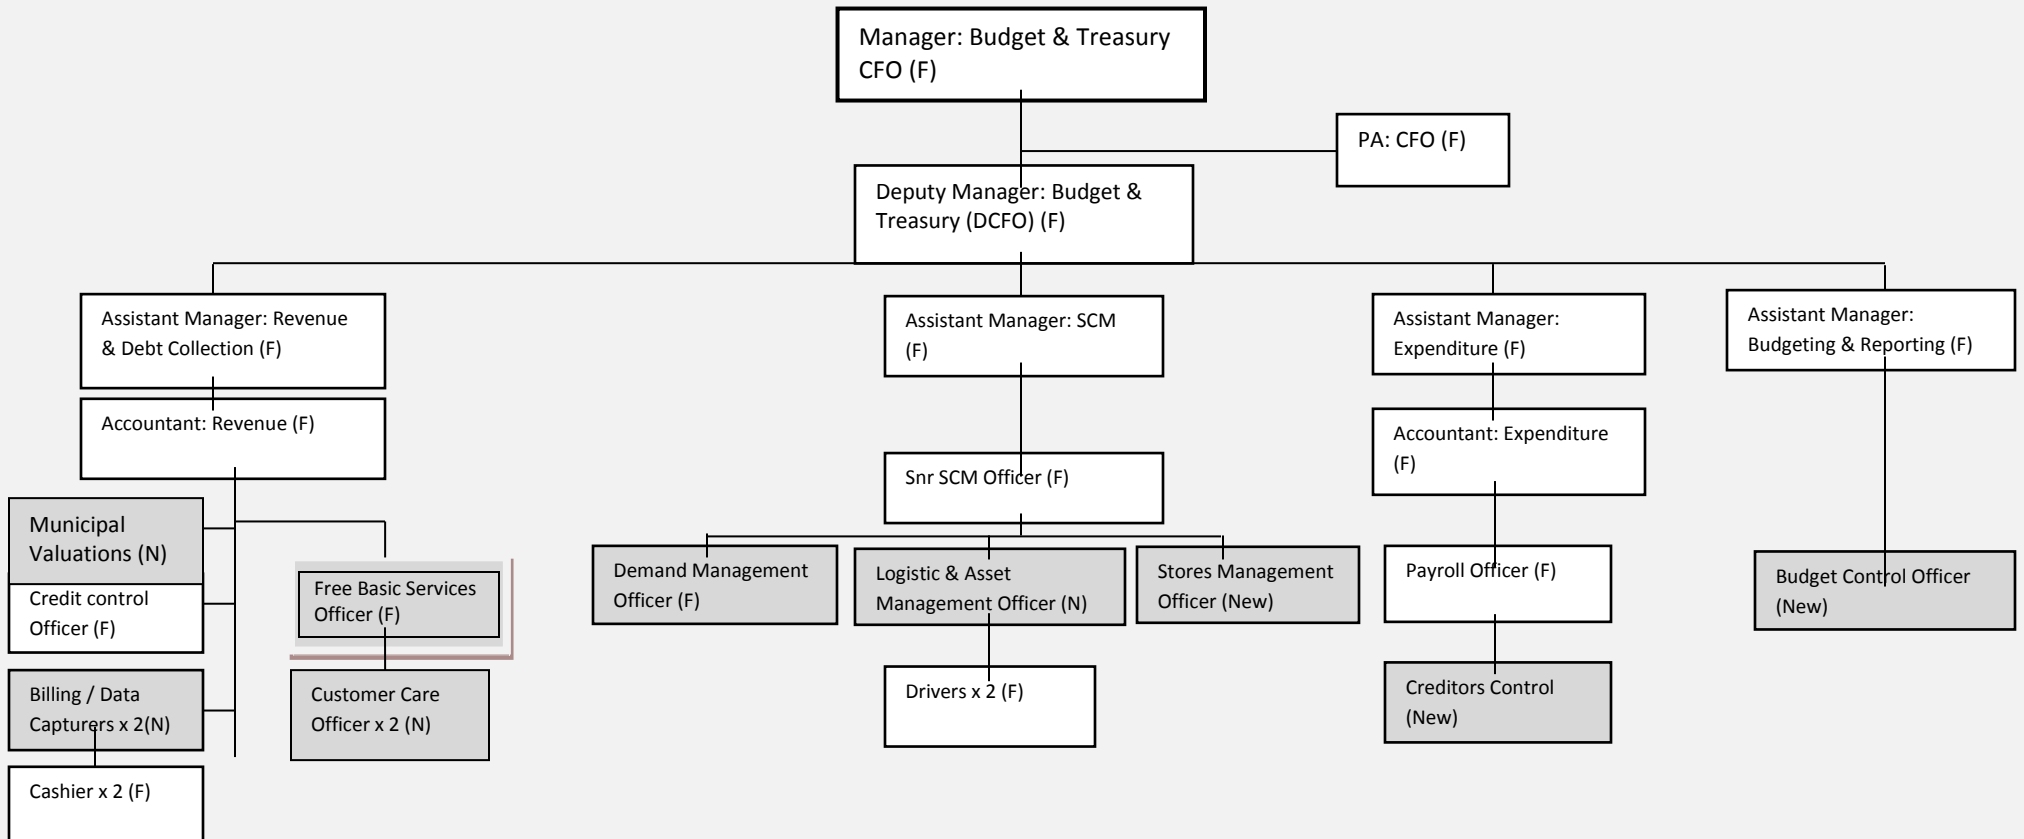 Manager: Budget & Treasury
CFO (F)
PA: CFO (F)
Deputy Manager: Budget &
Treasury (DCFO) (F)
Assistant Manager: Revenue
& Debt Collection (F)
Assistant Manager: SCM
(F)
Assistant Manager:
Expenditure (F)
Assistant Manager:
Budgeting & Reporting (F)
Accountant: Revenue (F)
Accountant: Expenditure
(F)
Snr SCM Officer (F)
Municipal
Valuations (N)
Credit control
Officer (F)
Free Basic Services
Officer (F)
Demand Management
Officer (F)
Logistic & Asset
Management Officer (N)
Stores Management
Officer (New)
Payroll Officer (F)
Budget Control Officer
(New)
Billing / Data
Capturers x 2(N)
Customer Care
Officer x 2 (N)
Drivers x 2 (F)
Creditors Control
(New)
Cashier x 2 (F)